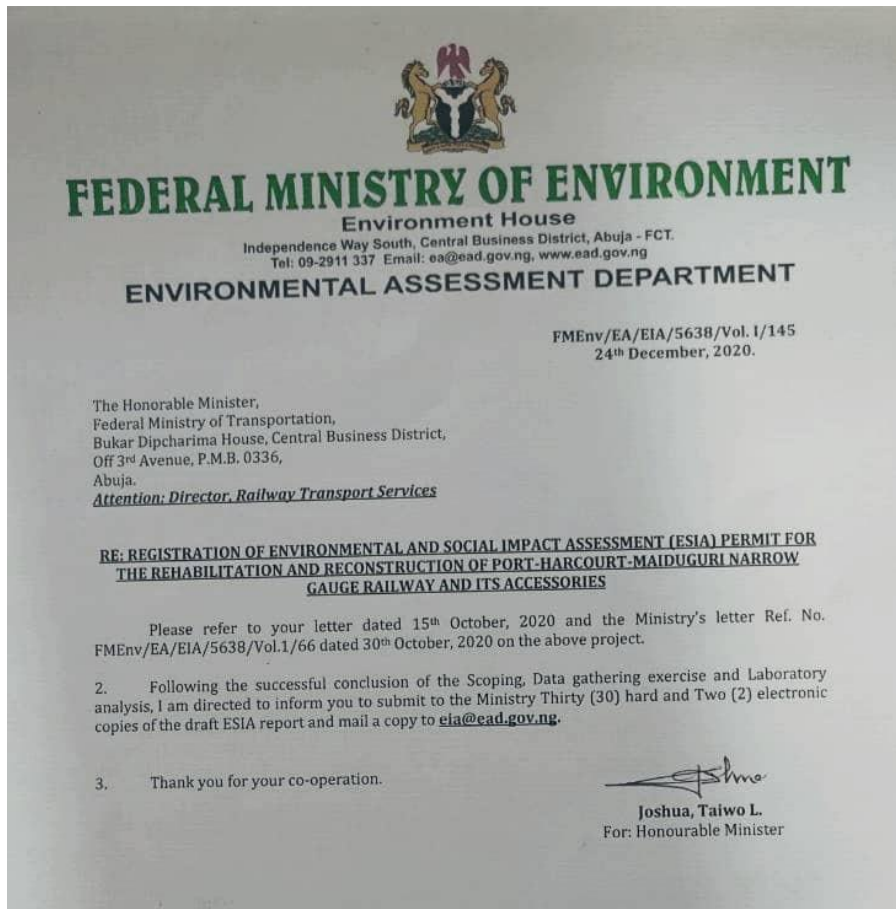 FEDERAL MINISTRY OF ENVIRONMENT
Environment House
Independence Way South, Central Business District, Abuja - FCT.
Tel: 09-2911 337 Email: ea@ead.gov.ng, www.ead.gov.ng
ENVIRONMENTAL ASSESSMENT DEPARTMENT
FMEnv/EA/EIA/5638/Vol. I/145
24th December, 2020.
The Honorable Minister,
Federal Ministry of Transportation,
Bukar Dipcharima House, Central Business District,
Off 3rd Avenue, P.M.B. 0336,
Abuja.
Attention: Director, Railway Transport Services
RE: REGISTRATION OF ENVIRONMENTAL AND SOCIAL IMPACT ASSESSMENT (ESIA) PERMIT FOR
THE REHABILITATION AND RECONSTRUCTION OF PORT-HARCOURT-MAIDUGURI NARROW
GAUGE RAILWAY AND ITS ACCESSORIES
Please refer to your letter dated 15th October, 2020 and the Ministry's letter Ref. No.
FMEnv/EA/EIA/5638/Vol.1/66 dated 30th October, 2020 on the above project.
2. Following the successful conclusion of the Scoping, Data gathering exercise and Laboratory
analysis, I am directed to inform you to submit to the Ministry Thirty (30) hard and Two (2) electronic
copies of the draft ESIA report and mail a copy to eia@ead.gov.ng.
3. Thank you for your co-operation.
Joshua, Taiwo L.
For: Honourable Minister